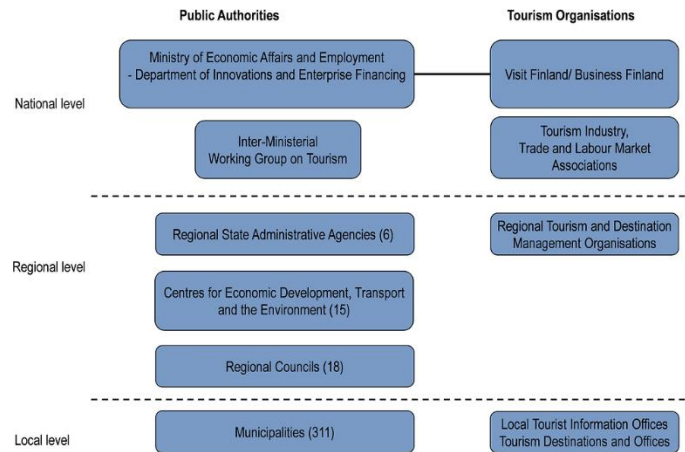 Public Authorities
Tourism Organisations
National level
Ministry of Economic Affairs and Employment
- Department of Innovations and Enterprise Financing
Visit Finland/ Business Finland
Inter-Ministerial
Working Group on Tourism
Tourism Industry,
Trade and Labour Market
Associations
Regional level
Regional State Administrative Agencies (6)
Regional Tourism and Destination
Management Organisations
Centres for Economic Development, Transport
and the Environment (15)
Regional Councils (18)
Local level
Municipalities (311)
Local Tourist Information Offices
Tourism Destinations and Offices